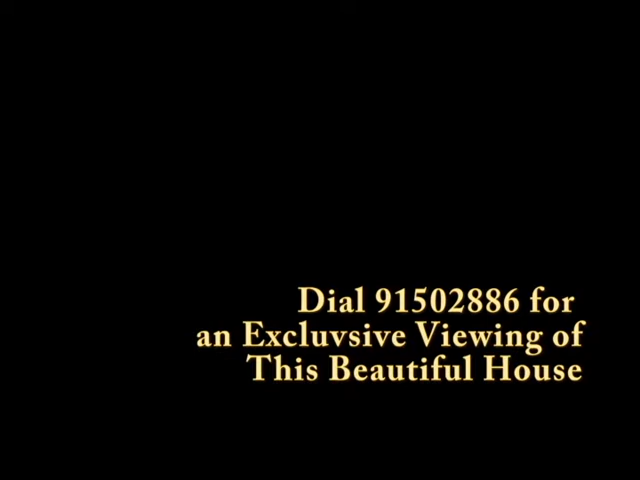 Dial 91502886 for
an Excluvsive Viewing of
This Beautiful House